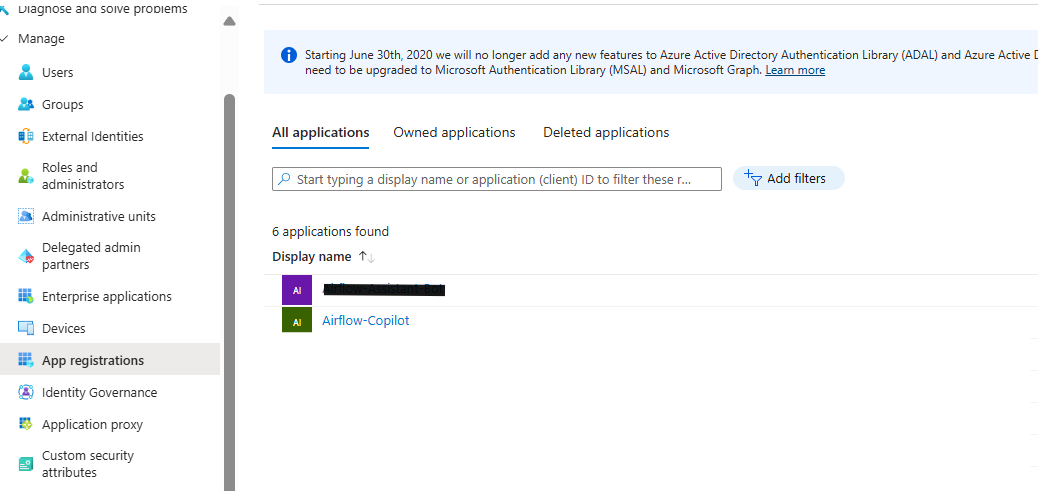 Diagnose and solve problems
Manage
Users
Groups
External Identities
Roles and
administrators
Administrative units
Delegated admin
partners
Enterprise applications
Devices
App registrations
Identity Governance
Application proxy
Custom security
attributes
Starting June 30th, 2020 we will no longer add any new features to Azure Active Directory Authentication Library (ADAL) and Azure Active D
need to be upgraded to Microsoft Authentication Library (MSAL) and Microsoft Graph. Learn more
All applications Owned applications Deleted applications
Start typing a display name or application (client) ID to filter these r... Add filters
6 applications found
Display name
AI
AI Airflow-Copilot